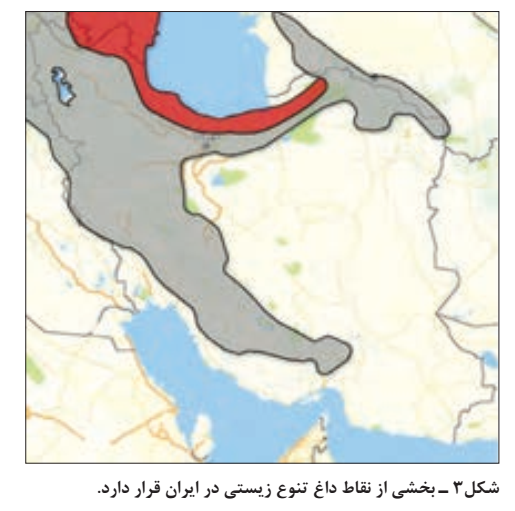 شکل۳ ـ بخشی از نقاط داغ تنوع زیستی در ایران قرار دارد.